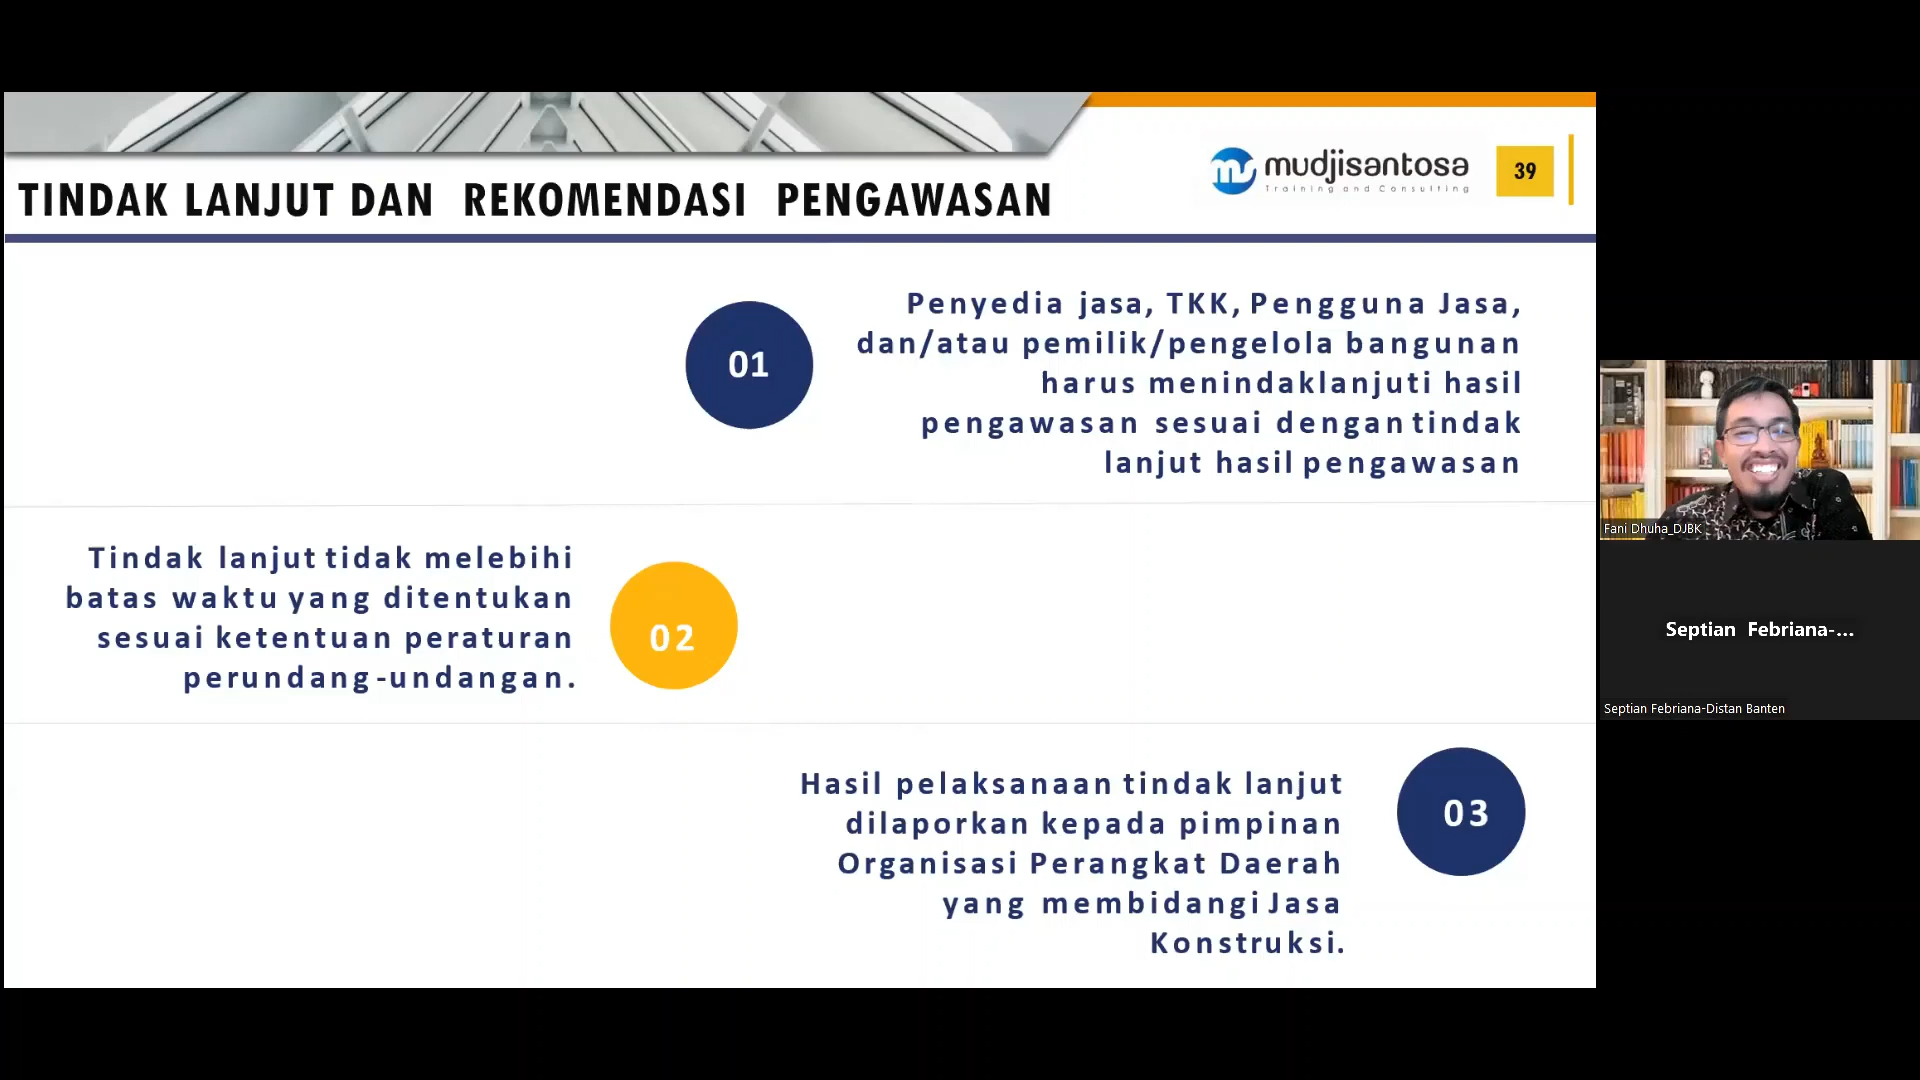 mudjisantosa
Training and Consulting
39
TINDAK LANJUT DAN REKOMENDASI PENGAWASAN
01
Penyedia jasa, TKK, Pengguna Jasa,
dan/atau pemilik/pengelola bangunan
harus menindaklanjuti hasil
pengawasan sesuai dengan tindak
lanjut hasil pengawasan
Tindak lanjut tidak melebihi
batas waktu yang ditentukan
sesuai ketentuan peraturan
perundang-undangan.
02
Hasil pelaksanaan tindak lanjut
dilaporkan kepada pimpinan
Organisasi Perangkat Daerah
yang membidangi Jasa
Konstruksi.
03
Fani Dhuha_DJBK
Septian Febriana-...
Septian Febriana-Distan Banten